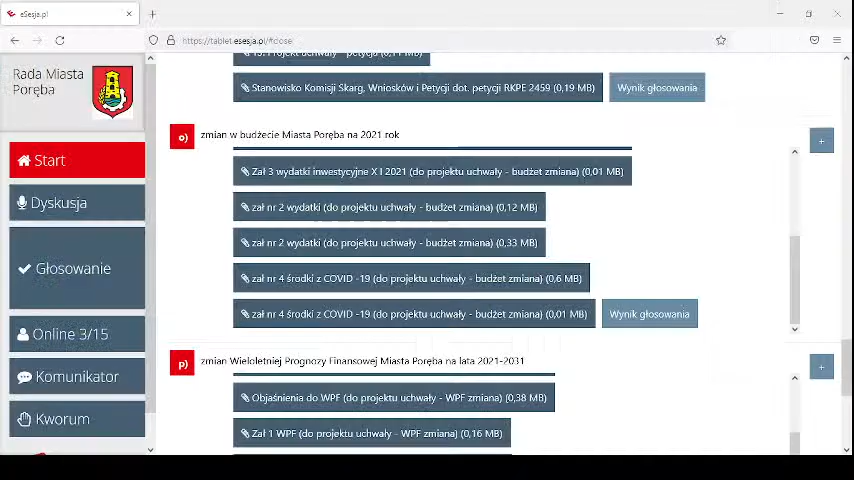 eSesja.pl
https://tablet.esesja.pl/#close
Rada Miasta
Poręba
Start
Dyskusja
Głosowanie
Online 3/15
Komunikator
Kworum
Stanowisko Komisji Skarg, Wniosków i Petycji dot. petycji RKPE 2459 (0,19 MB)
Wynik głosowania
o)
zmian w budżecie Miasta Poręba na 2021 rok
+
Zał 3 wydatki inwestycyjne X I 2021 (do projektu uchwały - budżet zmiana) (0,01 MB)
zał nr 2 wydatki (do projektu uchwały - budżet zmiana) (0,12 MB)
zał nr 2 wydatki (do projektu uchwały - budżet zmiana) (0,33 MB)
zał nr 4 środki z COVID -19 (do projektu uchwały - budżet zmiana) (0,6 MB)
zał nr 4 środki z COVID -19 (do projektu uchwały - budżet zmiana) (0,01 MB)
Wynik głosowania
p)
zmian Wieloletniej Prognozy Finansowej Miasta Poręba na lata 2021-2031
+
Objaśnienia do WPF (do projektu uchwały - WPF zmiana) (0,38 MB)
Zał 1 WPF (do projektu uchwały - WPF zmiana) (0,16 MB)